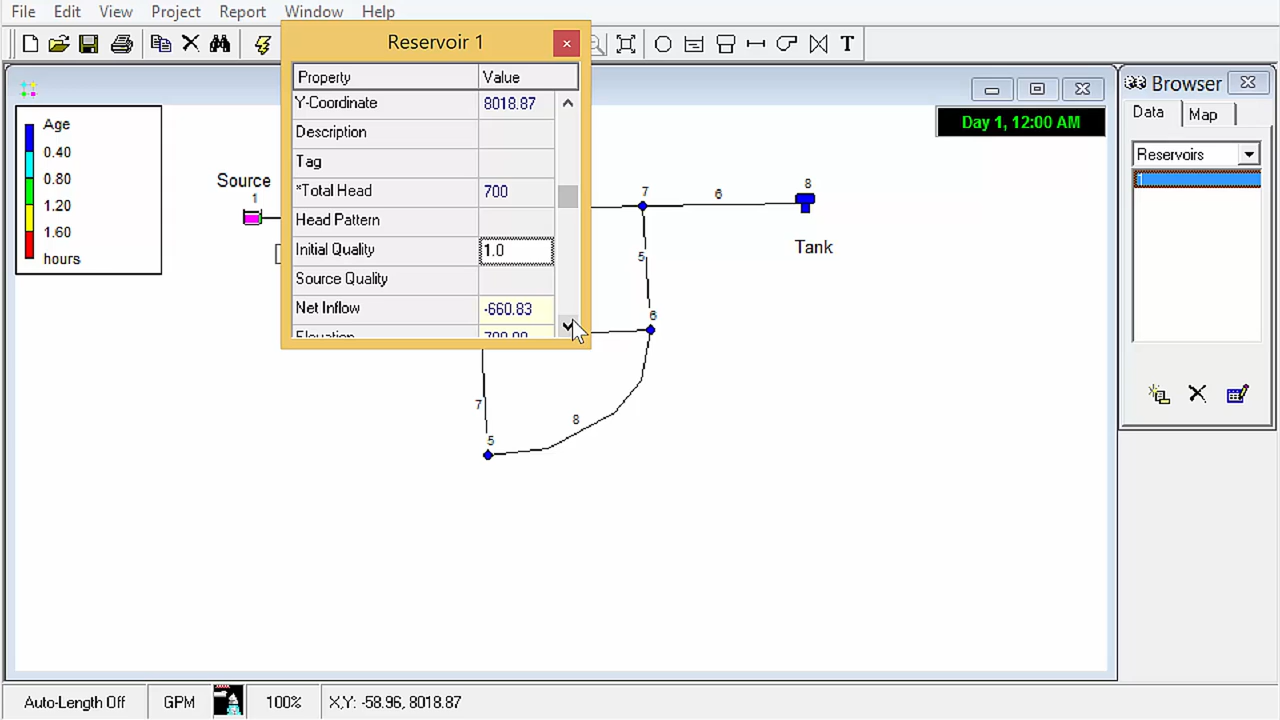 File Edit View Project Report Window Help
T
Reservoir 1
Property Value
Y-Coordinate 8018.87
Description
Tag
*Total Head 700
Head Pattern
Initial Quality 1.0
Source Quality
Net Inflow -660.83
Elevation 700.00
Age
0.40
0.80
1.20
1.60
hours
Day 1, 12:00 AM
Source
1
7
6
8
Tank
5
6
7
8
5
Browser
Data Map
Reservoirs
1
Auto-Length Off GPM 100% X,Y: -58.96, 8018.87